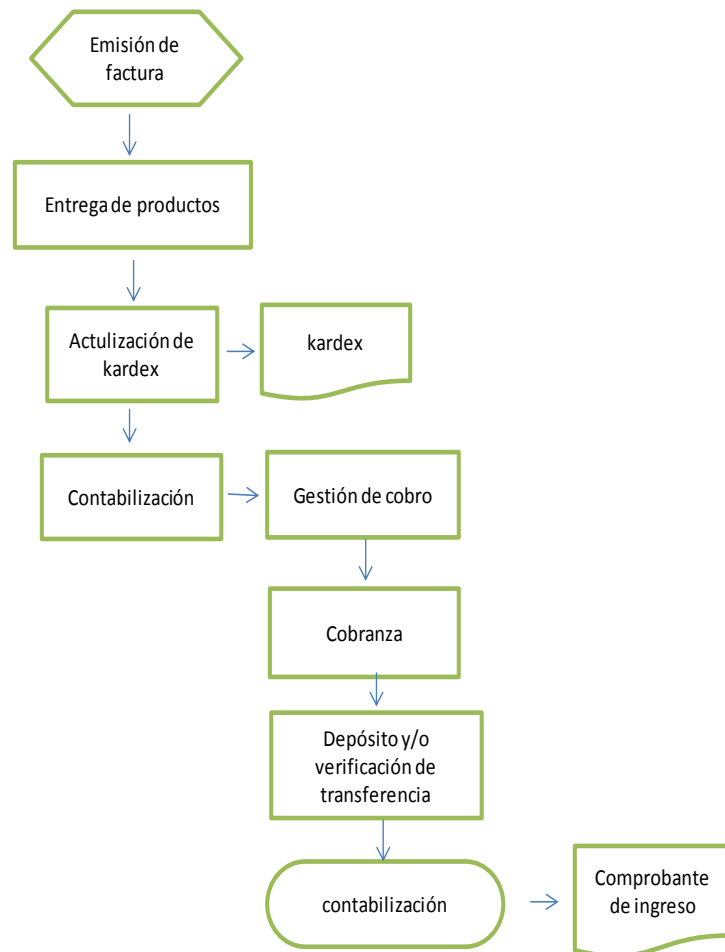 Emisión de
factura
Entrega de productos
Actulización de
kardex
kardex
Contabilización
Gestión de cobro
Cobranza
Depósito y/o
verificación de
transferencia
contabilización
Comprobante
de ingreso